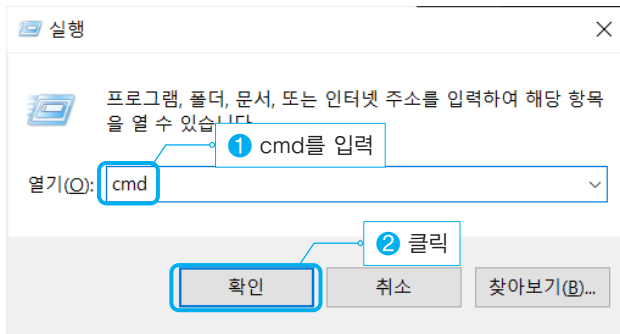 실행
프로그램, 폴더, 문서, 또는 인터넷 주소를 입력하여 해당 항목
을 열 수 있습니다.
1 cmd를 입력
열기(O): cmd
2 클릭
확인 취소 찾아보기(B)...